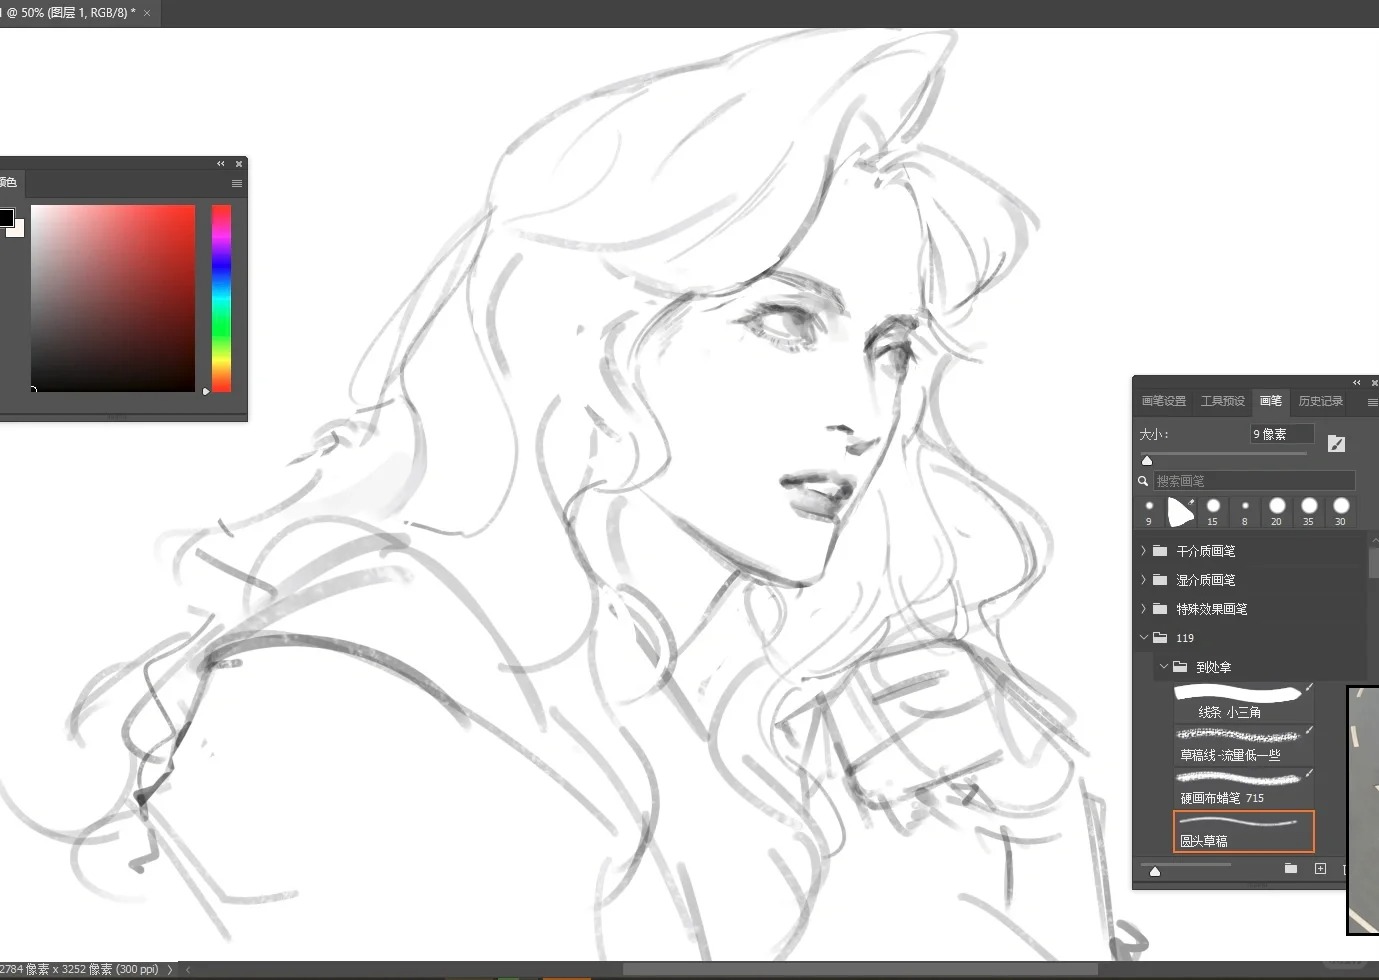 @ 50% (图层 1, RGB/8) * ×
颜色
画笔设置 工具预设 画笔 历史记录
大小: 9 像素
搜索画笔
9 15 8 20 35 30
干介质画笔
湿介质画笔
特殊效果画笔
119
到处拿
线条 小三角
草稿线-流量低一些
硬画布蜡笔 715
圆头草稿
2784 像素 x 3252 像素 (300 ppi)